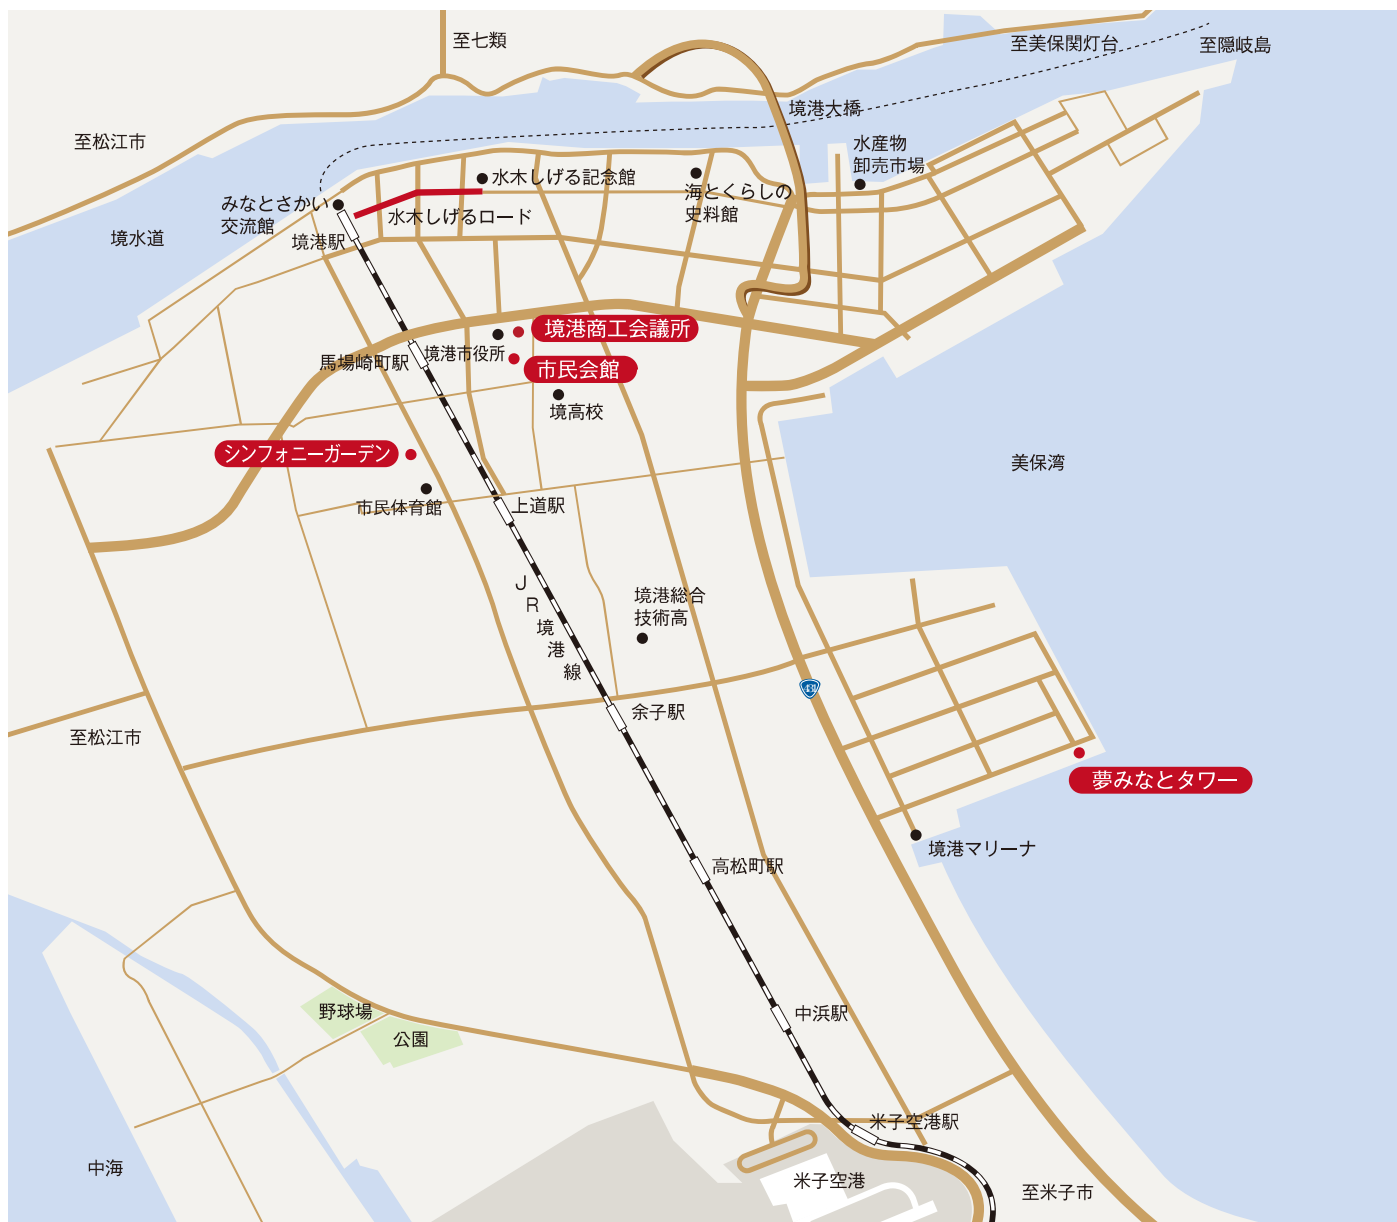 至七類
至美保関灯台
至隠岐島
境港大橋
至松江市
水産物
卸売市場
水木しげる記念館
海とくらしの
史料館
みなとさかい
交流館
水木しげるロード
境水道
境港駅
境港商工会議所
境港市役所
馬場崎町駅
市民会館
境高校
シンフォニーガーデン
美保湾
市民体育館
上道駅
JR境港線
境港総合
技術高
431
余子駅
至松江市
夢みなとタワー
境港マリーナ
高松町駅
野球場
公園
中浜駅
米子空港駅
中海
米子空港
至米子市